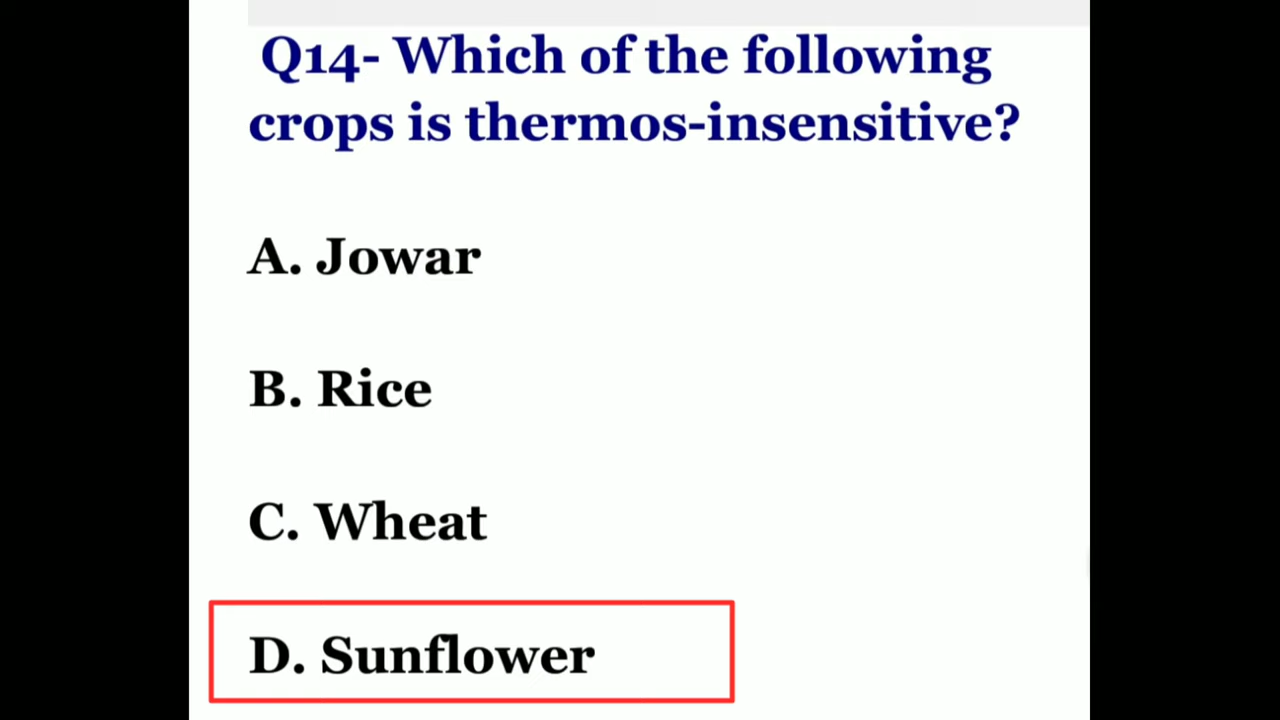 Q14- Which of the following
crops is thermos-insensitive?
A. Jowar
B. Rice
C. Wheat
D. Sunflower